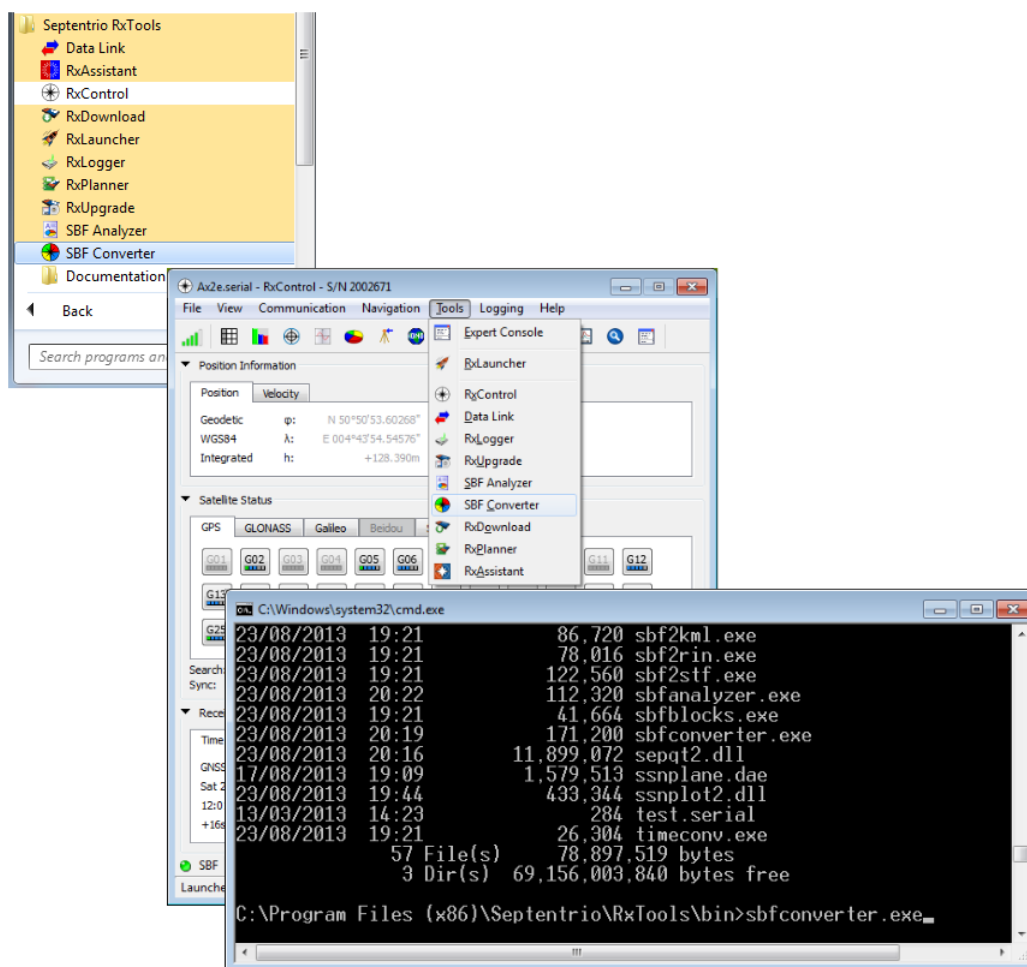 Septentrio RxTools
Data Link
RxAssistant
RxControl
RxDownload
RxLauncher
RxLogger
RxPlanner
RxUpgrade
SBF Analyzer
SBF Converter
Documentation
Back
Search programs an
Ax2e.serial - RxControl - S/N 2002671
File View Communication Navigation Tools Logging Help
Expert Console
RxLauncher
RxControl
Data Link
RxLogger
RxUpgrade
SBF Analyzer
SBF Converter
RxDownload
RxPlanner
RxAssistant
Position Information
Position Velocity
Geodetic φ: N 50°50'53.60268"
WGS84 λ: E 004°43'54.54576"
Integrated h: +128.390m
Satellite Status
GPS GLONASS Galileo Beidou
G01 G02 G03 G04 G05 G06 G11 G12
G13
G25
Search:
Sync:
Recei
Time
GNSS
Sat 2
12:0
+16s
SBF
Launche
C:\Windows\system32\cmd.exe
23/08/2013 19:21 86,720 sbf2kml.exe
23/08/2013 19:21 78,016 sbf2rin.exe
23/08/2013 19:21 122,560 sbf2stf.exe
23/08/2013 20:22 112,320 sbfanalyzer.exe
23/08/2013 19:21 41,664 sbfblocks.exe
23/08/2013 20:19 171,200 sbfconverter.exe
23/08/2013 20:16 11,899,072 sepqt2.dll
17/08/2013 19:09 1,579,513 ssnplane.dae
23/08/2013 19:44 433,344 ssnplot2.dll
13/03/2013 14:23 284 test.serial
23/08/2013 19:21 26,304 timeconv.exe
57 File(s) 78,897,519 bytes
3 Dir(s) 69,156,003,840 bytes free
C:\Program Files (x86)\Septentrio\RxTools\bin>sbfconverter.exe